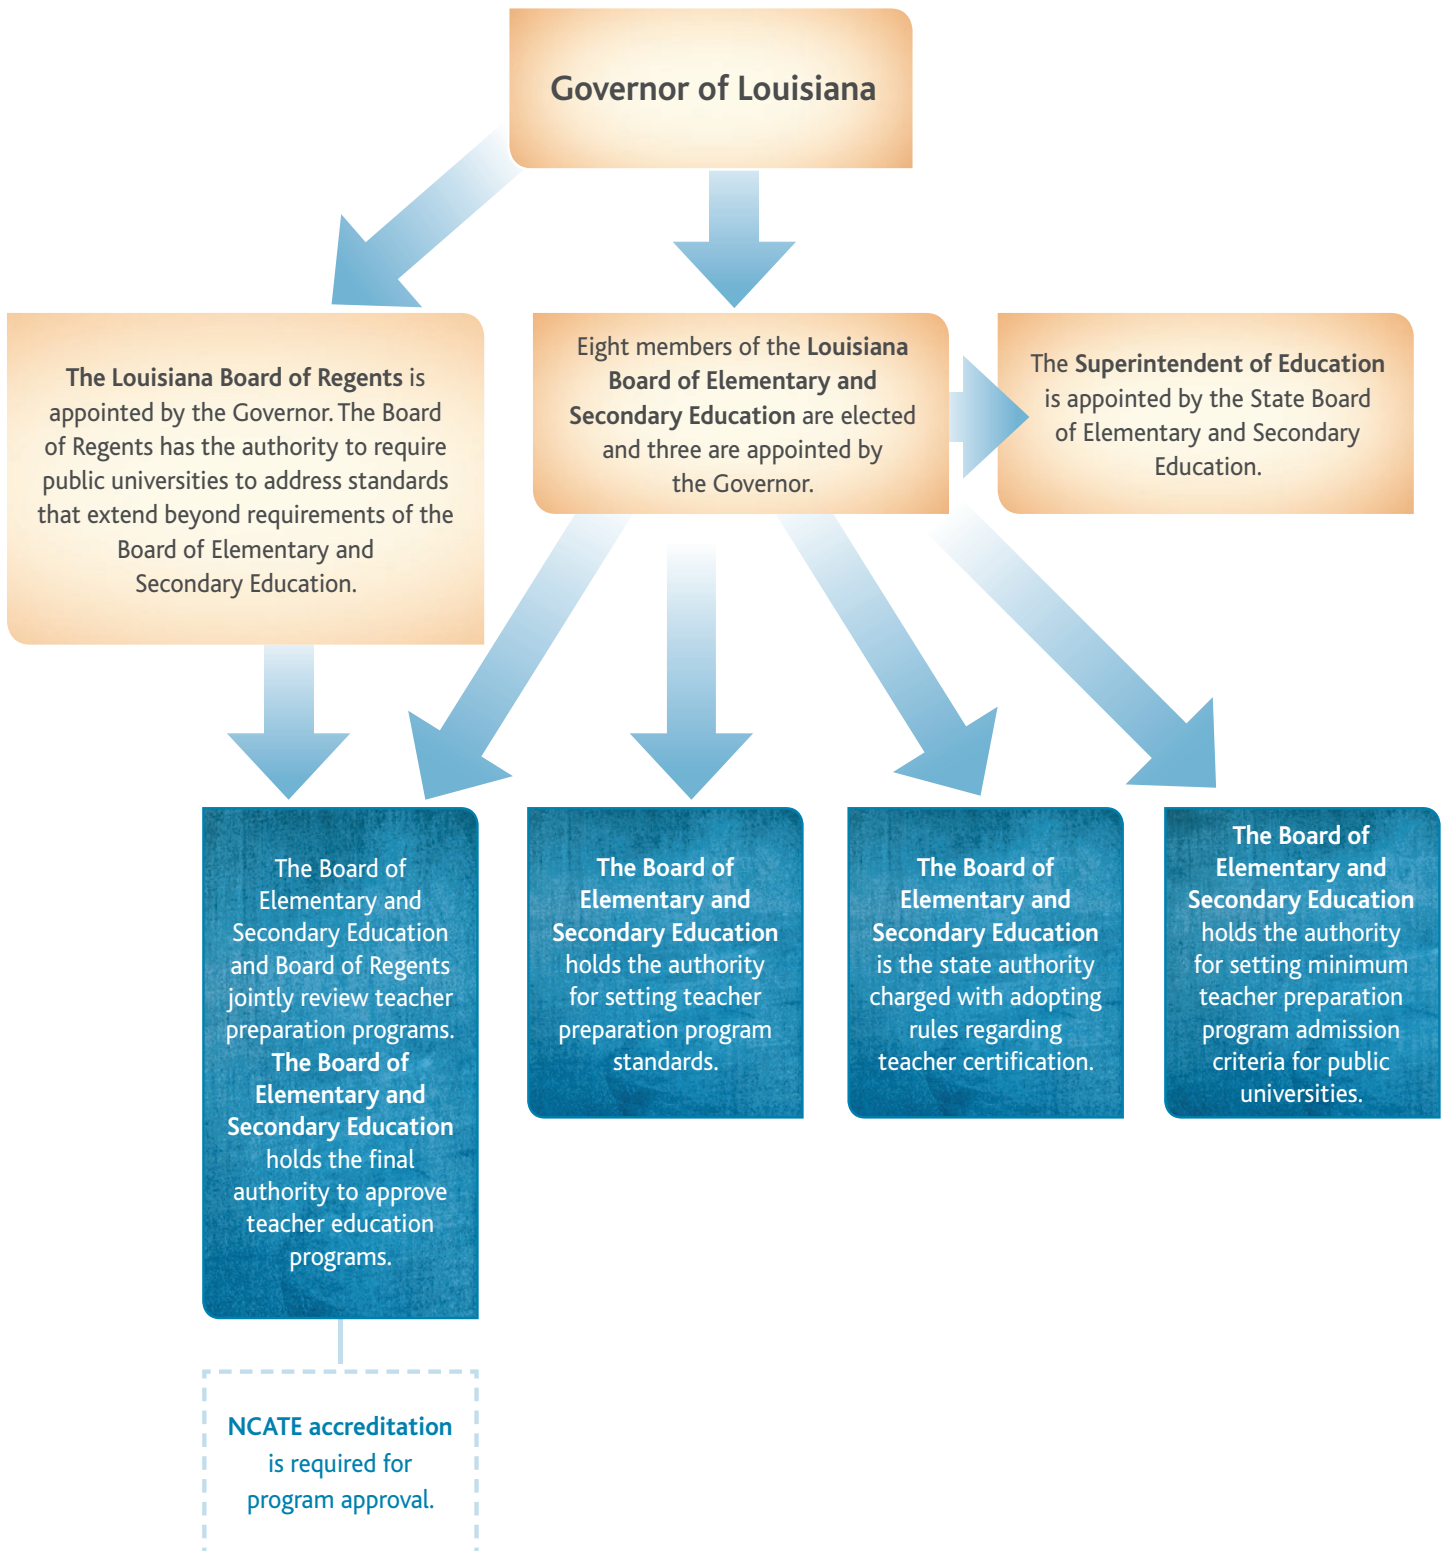 Governor of Louisiana
The Louisiana Board of Regents is
appointed by the Governor. The Board
of Regents has the authority to require
public universities to address standards
that extend beyond requirements of the
Board of Elementary and
Secondary Education.
Eight members of the Louisiana
Board of Elementary and
Secondary Education are elected
and three are appointed by
the Governor.
The Superintendent of Education
is appointed by the State Board
of Elementary and Secondary
Education.
The Board of
Elementary and
Secondary Education
and Board of Regents
jointly review teacher
preparation programs.
The Board of
Elementary and
Secondary Education
holds the final
authority to approve
teacher education
programs.
The Board of
Elementary and
Secondary Education
holds the authority
for setting teacher
preparation program
standards.
The Board of
Elementary and
Secondary Education
is the state authority
charged with adopting
rules regarding
teacher certification.
The Board of
Elementary and
Secondary Education
holds the authority
for setting minimum
teacher preparation
program admission
criteria for public
universities.
NCATE accreditation
is required for
program approval.